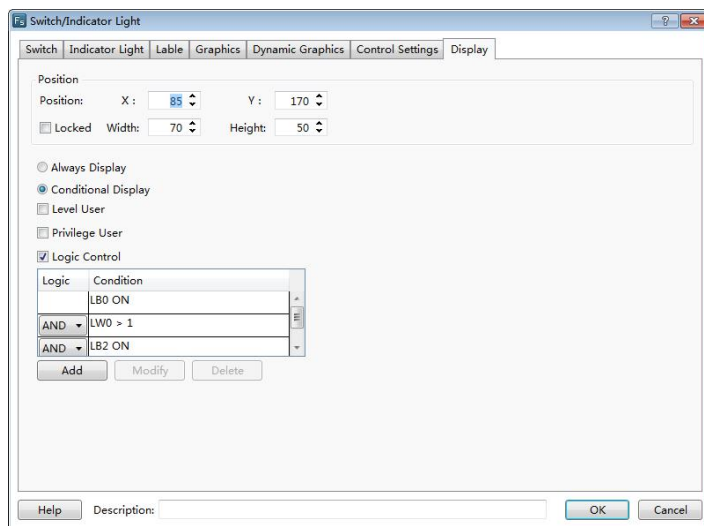 Fs Switch/Indicator Light
Switch Indicator Light Lable Graphics Dynamic Graphics Control Settings Display
Position
Position: X : 85 Y : 170
Locked Width: 70 Height: 50
Always Display
Conditional Display
Level User
Privilege User
Logic Control
Logic Condition
LB0 ON
AND LW0 > 1
AND LB2 ON
Add Modify Delete
Help Description: OK Cancel